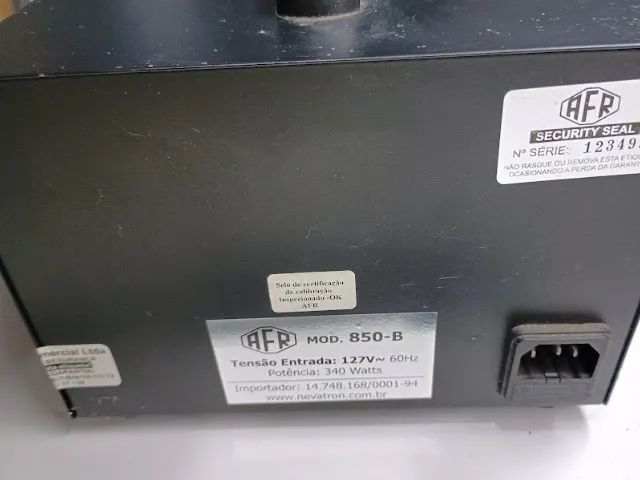 AFR
SECURITY SEAL
Nº SÉRIE: 12349
NÃO RASGUE OU REMOVA ESTA ETIQ
OCASIONANDO A PERDA DA GARANT
Selo de certificação
de calibração
Inspecionado -OK
AFR
AFR MOD. 850-B
Tensão Entrada: 127V~ 60Hz
Potência: 340 Watts
Importador: 14.748.168/0001-94
www.nevatron.com.br
mercial Ltda